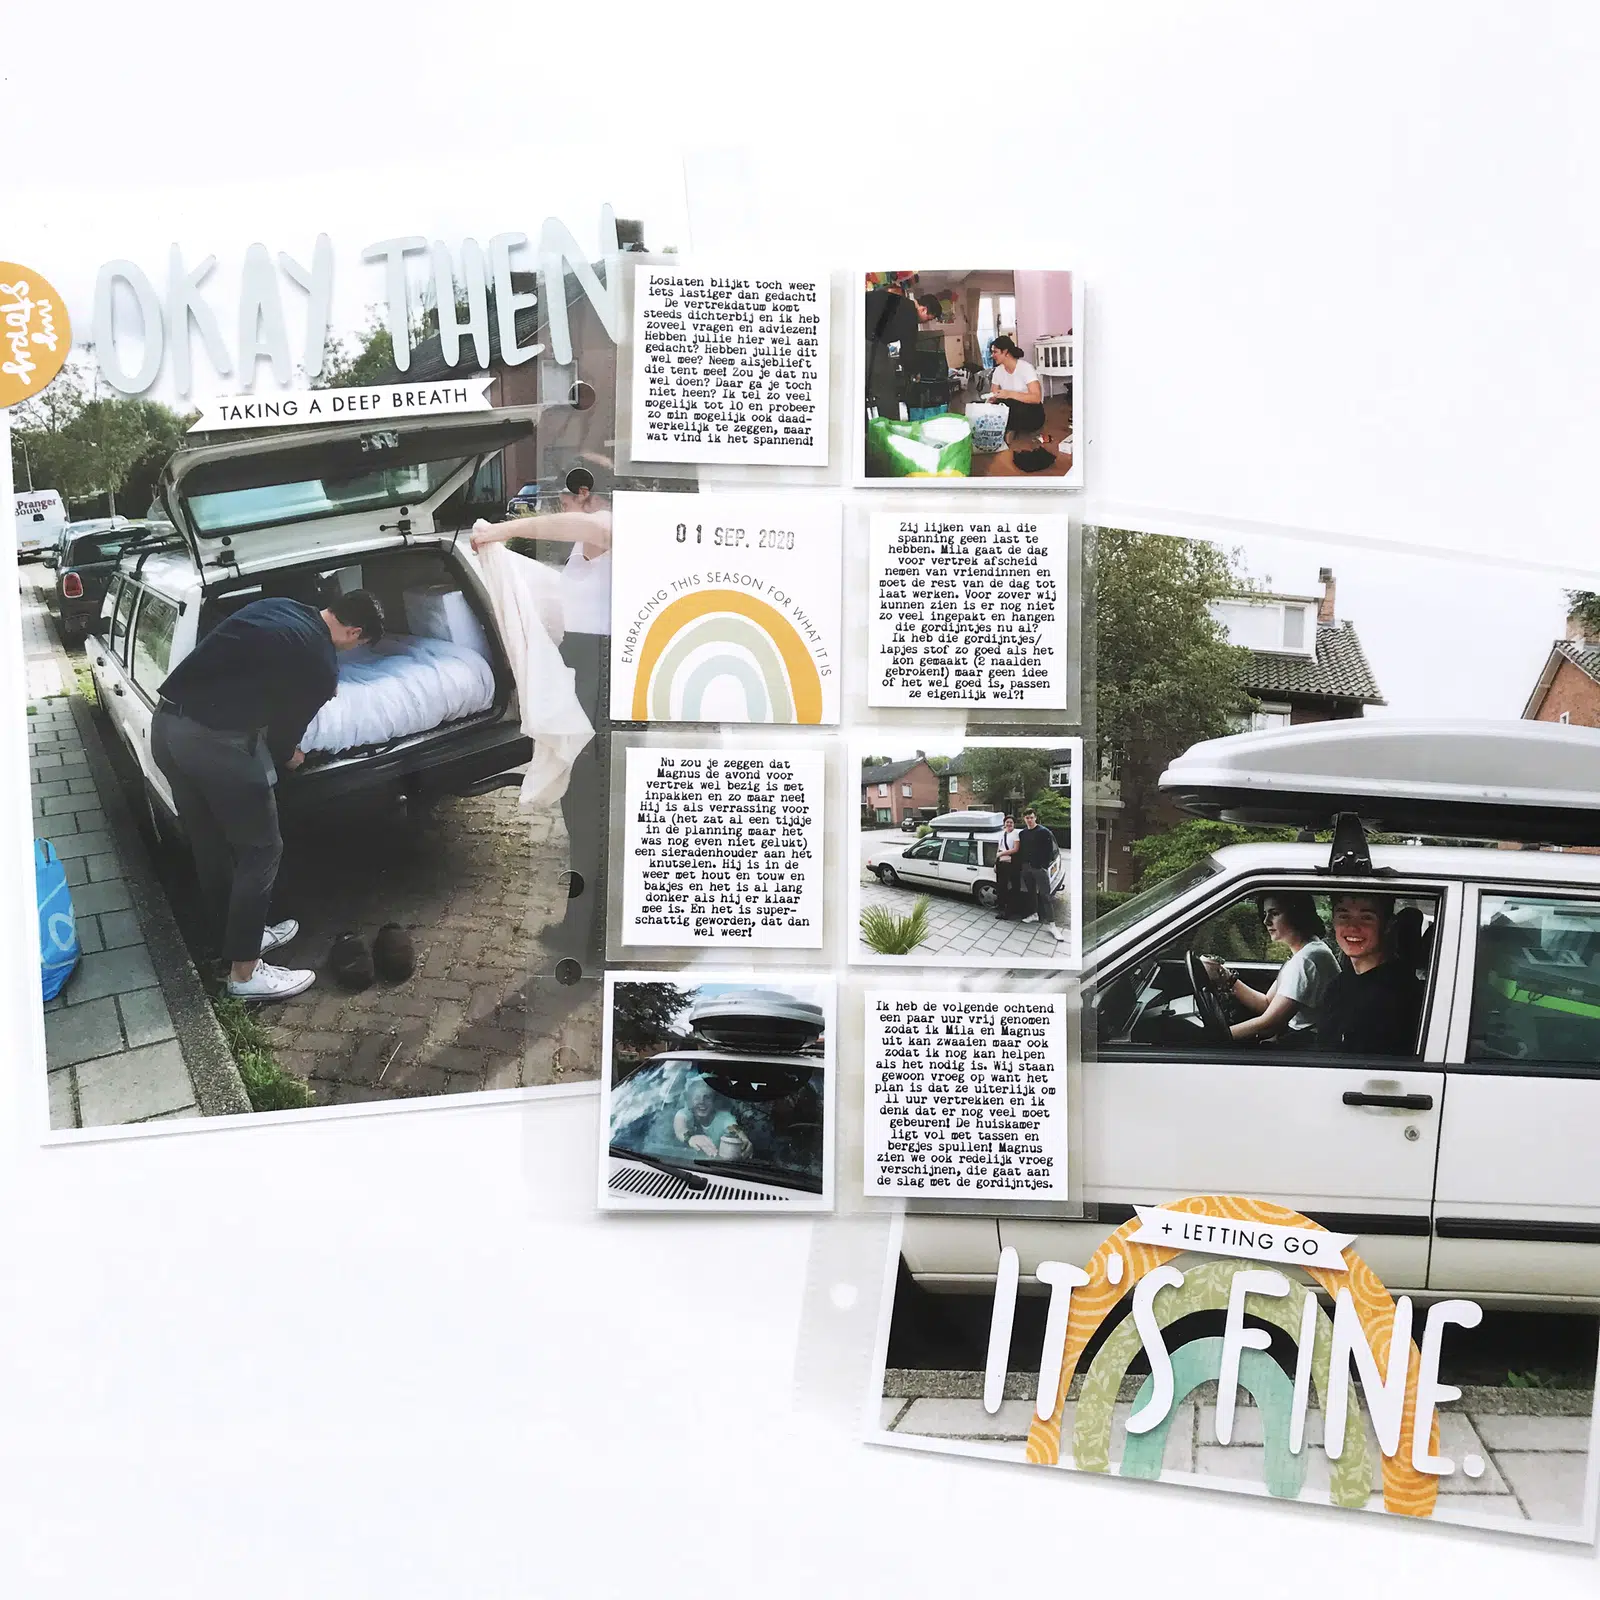 my
story
OKAY THEN
TAKING A DEEP BREATH
Pranger
Bouw
Loslaten blijkt toch weer
iets lastiger dan gedacht!
De vertrekdatum komt
steeds dichterbij en ik heb
zoveel vragen en adviezen!
Hebben jullie hier wel aan
gedacht? Hebben jullie dit
wel mee? Neem alsjeblieft
die tent mee! Zou je dat nu
wel doen? Daar ga je toch
niet heen? Ik tel zo veel
mogelijk tot 10 en probeer
zo min mogelijk ook daad-
werkelijk te zeggen, maar
wat vind ik het spannend!
01 SEP. 2020
EMBRACING THIS SEASON FOR WHAT IT IS
Zij lijken van al die
spanning geen last te
hebben. Mila gaat de dag
voor vertrek afscheid
nemen van vriendinnen en
moet de rest van de dag tot
laat werken. Voor zover wij
kunnen zien is er nog niet
zo veel ingepakt en hangen
die gordijntjes nu al?
Ik heb die gordijntjes/
lapjes stof zo goed als het
kon gemaakt (2 naalden
gebroken!) maar geen idee
of het wel goed is, passen
ze eigenlijk wel?!
Nu zou je zeggen dat
Magnus de avond voor
vertrek wel bezig is met
inpakken en zo maar nee!
Hij is als verrassing voor
Mila (het zat al een tijdje
in de planning maar het
was nog even niet gelukt)
een sieradenhouder aan het
knutselen. Hij is in de
weer met hout en touw en
bakjes en het is al lang
donker als hij er klaar
mee is. En het is super-
schattig geworden, dat dan
wel weer!
Ik heb de volgende ochtend
een paar uur vrij genomen
zodat ik Mila en Magnus
uit kan zwaaien maar ook
zodat ik nog kan helpen
als het nodig is. Wij staan
gewoon vroeg op want het
plan is dat ze uiterlijk om
11 uur vertrekken en ik
denk dat er nog veel moet
gebeuren! De huiskamer
ligt vol met tassen en
bergjes spullen! Magnus
zien we ook redelijk vroeg
verschijnen, die gaat aan
de slag met de gordijntjes.
+ LETTING GO
IT'S FINE.